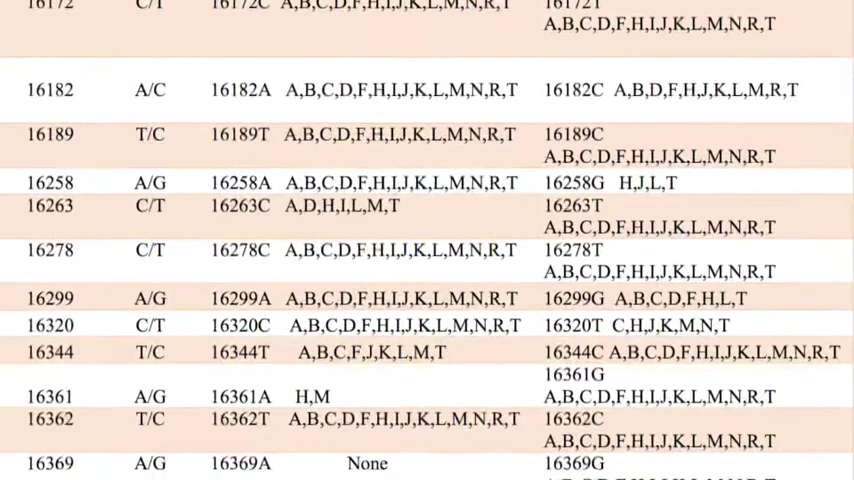 16172 C/T 16172C A,B,C,D,F,H,I,J,K,L,M,N,R,T 16172T
A,B,C,D,F,H,I,J,K,L,M,N,R,T
16182 A/C 16182A A,B,C,D,F,H,I,J,K,L,M,N,R,T 16182C A,B,D,F,H,J,K,L,M,R,T
16189 T/C 16189T A,B,C,D,F,H,I,J,K,L,M,N,R,T 16189C
A,B,C,D,F,H,I,J,K,L,M,N,R,T
16258 A/G 16258A A,B,C,D,F,H,I,J,K,L,M,N,R,T 16258G H,J,L,T
16263 C/T 16263C A,D,H,I,L,M,T 16263T
A,B,C,D,F,H,I,J,K,L,M,N,R,T
16278 C/T 16278C A,B,C,D,F,H,I,J,K,L,M,N,R,T 16278T
A,B,C,D,F,H,I,J,K,L,M,N,R,T
16299 A/G 16299A A,B,C,D,F,H,I,J,K,L,M,N,R,T 16299G A,B,C,D,F,H,L,T
16320 C/T 16320C A,B,C,D,F,H,I,J,K,L,M,N,R,T 16320T C,H,J,K,M,N,T
16344 T/C 16344T A,B,C,F,J,K,L,M,T 16344C A,B,C,D,F,H,I,J,K,L,M,N,R,T
16361G
16361 A/G 16361A H,M A,B,C,D,F,H,I,J,K,L,M,N,R,T
16362 T/C 16362T A,B,C,D,F,H,I,J,K,L,M,N,R,T 16362C
A,B,C,D,F,H,I,J,K,L,M,N,R,T
16369 A/G 16369A None 16369G